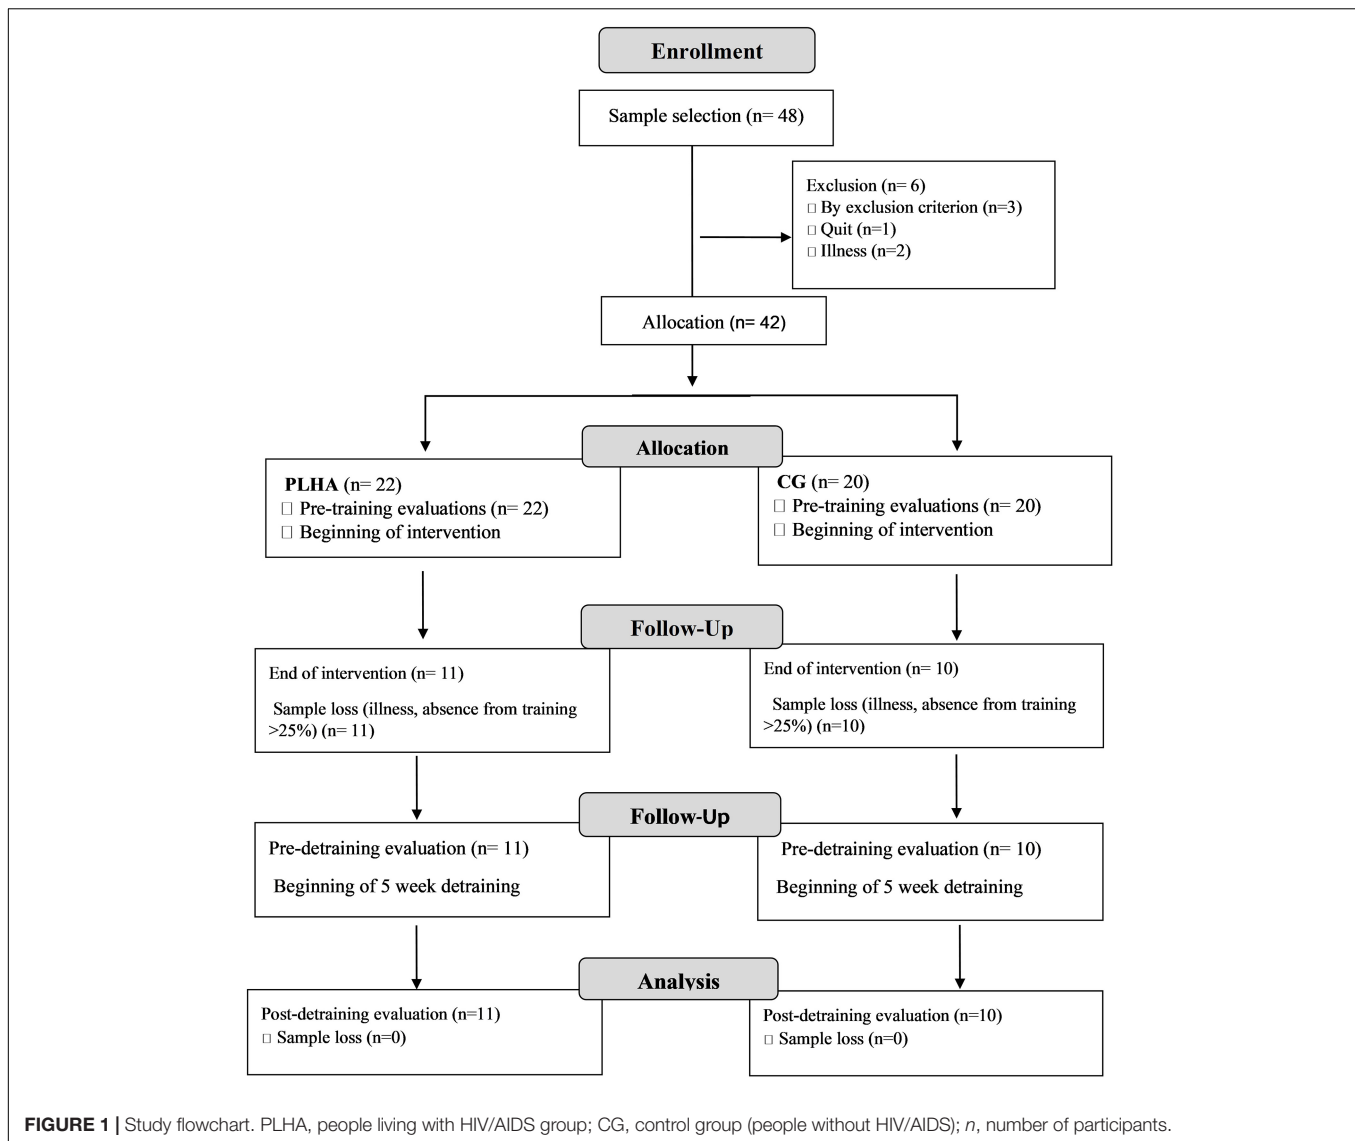 Enrollment
Sample selection (n= 48)
Exclusion (n= 6)
□ By exclusion criterion (n=3)
□ Quit (n=1)
□ Illness (n=2)
Allocation (n= 42)
Allocation
PLHA (n= 22)
□ Pre-training evaluations (n= 22)
□ Beginning of intervention
CG (n= 20)
□ Pre-training evaluations (n= 20)
□ Beginning of intervention
Follow-Up
End of intervention (n= 11)
Sample loss (illness, absence from training
>25%) (n= 11)
End of intervention (n= 10)
Sample loss (illness, absence from training
>25%) (n=10)
Follow-Up
Pre-detraining evaluation (n= 11)
Beginning of 5 week detraining
Pre-detraining evaluation (n= 10)
Beginning of 5 week detraining
Analysis
Post-detraining evaluation (n=11)
□ Sample loss (n=0)
Post-detraining evaluation (n=10)
□ Sample loss (n=0)
FIGURE 1 | Study flowchart. PLHA, people living with HIV/AIDS group; CG, control group (people without HIV/AIDS); n, number of participants.